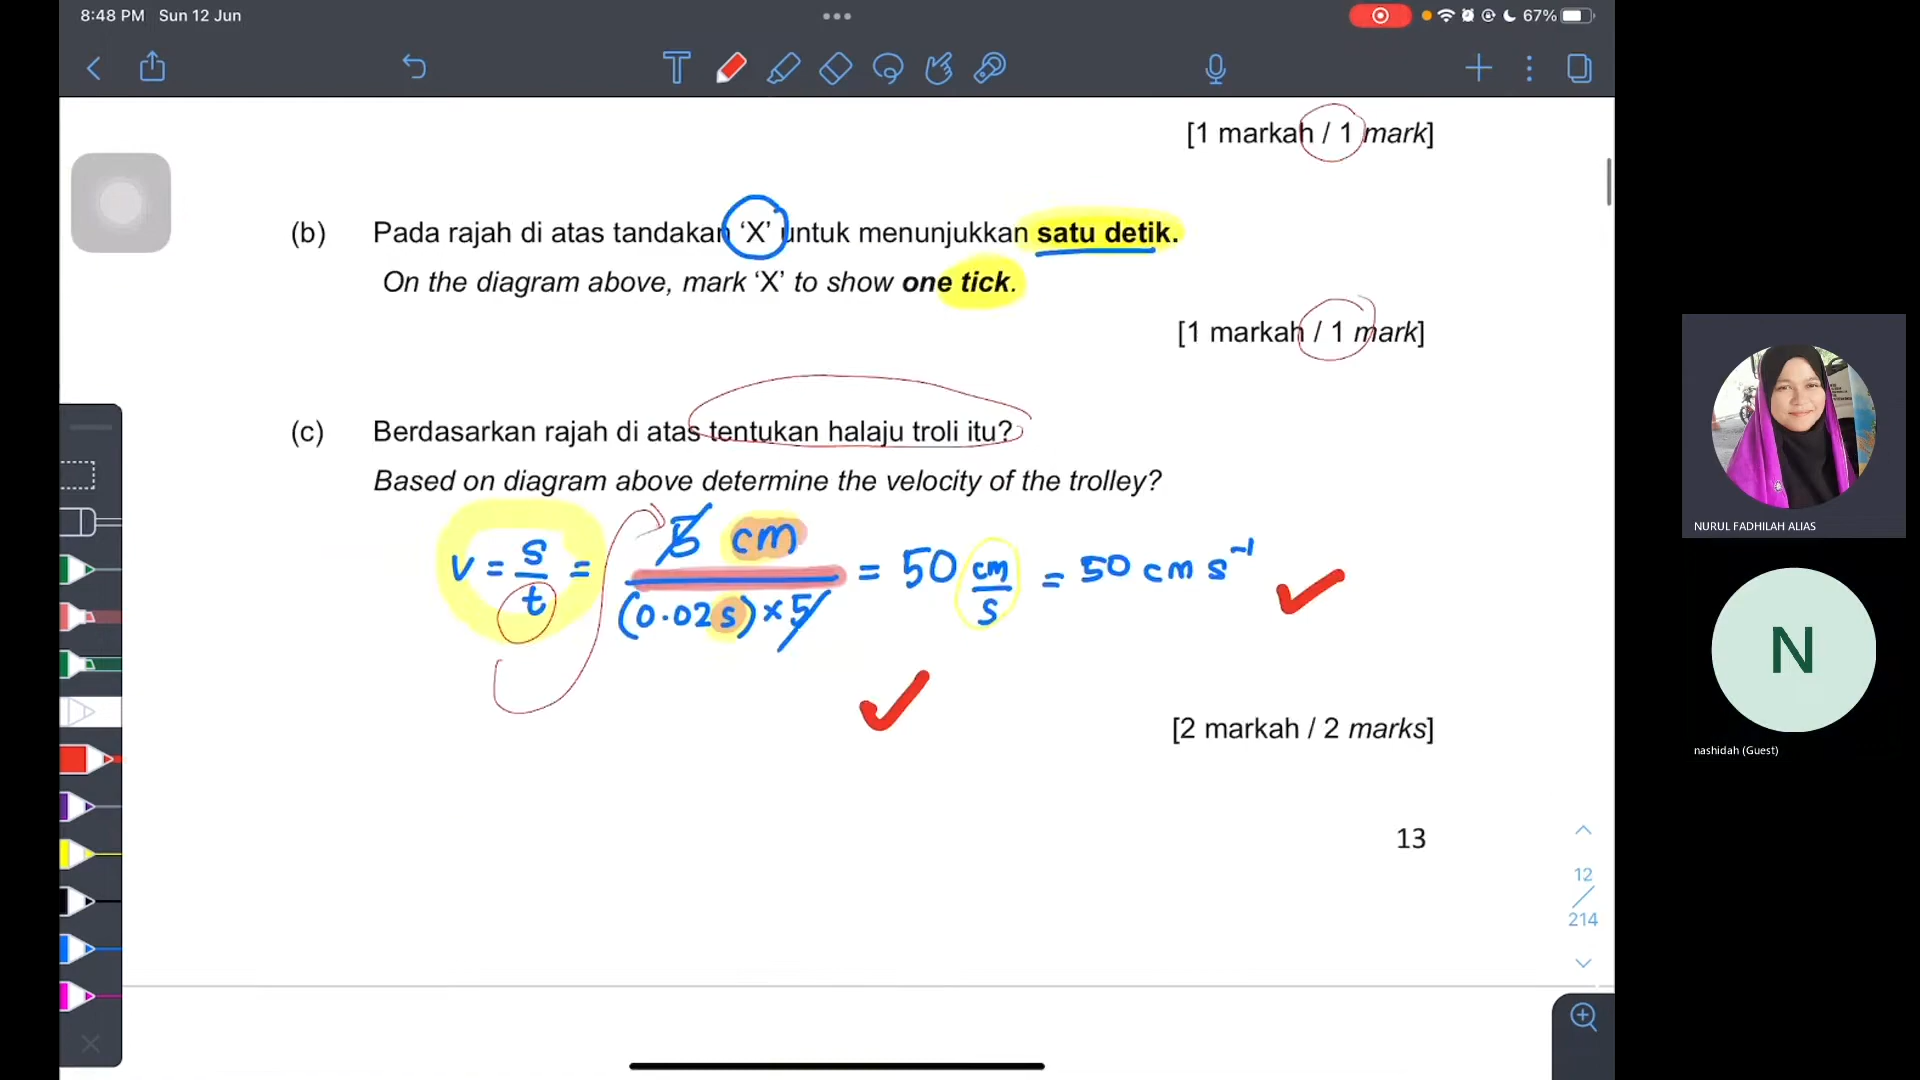 8:48 PM Sun 12 Jun
67%
[1 markah / 1 mark]
(b) Pada rajah di atas tandakan ‘X’ untuk menunjukkan satu detik.
On the diagram above, mark ‘X’ to show one tick.
[1 markah / 1 mark]
(c) Berdasarkan rajah di atas tentukan halaju troli itu?
Based on diagram above determine the velocity of the trolley?
v = s/t = 5 cm / (0.02 s) × 5 = 50 cm/s = 50 cm s⁻¹
[2 markah / 2 marks]
13
12
214
NURUL FADHILAH ALIAS
N
nashidah (Guest)